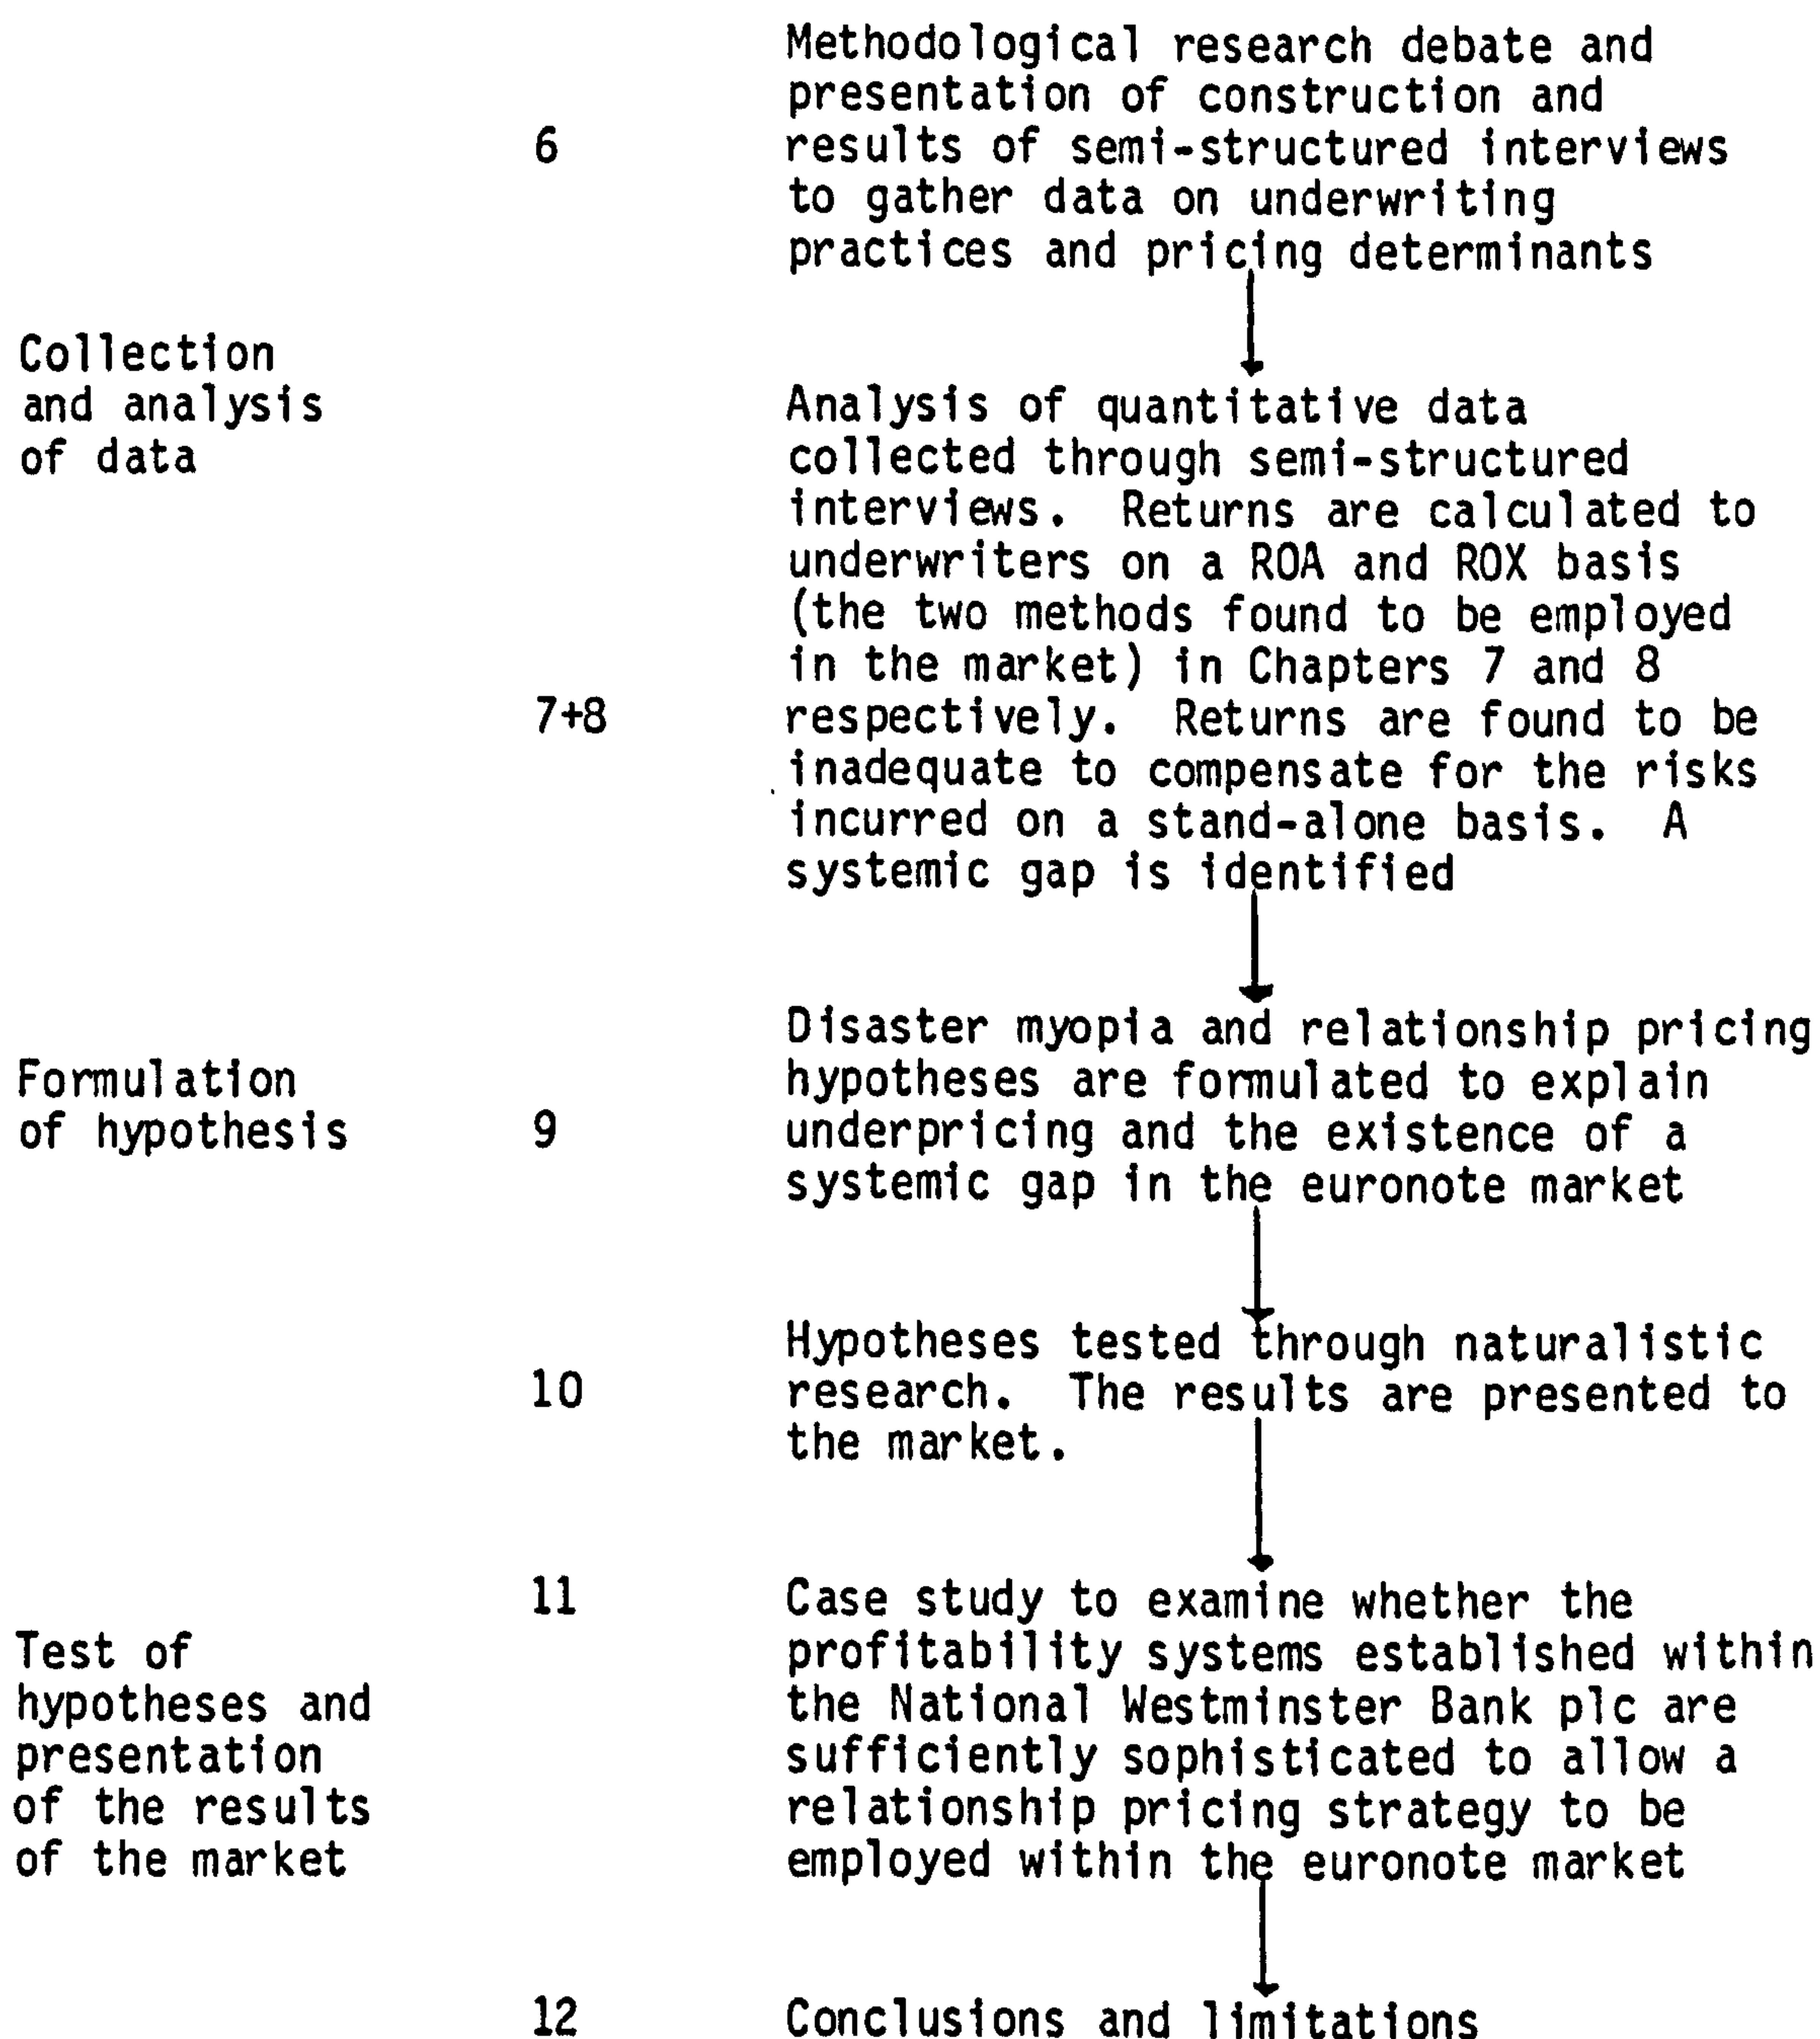 Methodological research debate and
presentation of construction and
6 results of semi-structured interviews
to gather data on underwriting
practices and pricing determinants
Collection
and analysis
of data
Analysis of quantitative data
collected through semi-structured
interviews. Returns are calculated to
underwriters on a ROA and ROX basis
(the two methods found to be employed
in the market) in Chapters 7 and 8
7+8 respectively. Returns are found to be
inadequate to compensate for the risks
incurred on a stand-alone basis. A
systemic gap is identified
Formulation
of hypothesis
9
Disaster myopia and relationship pricing
hypotheses are formulated to explain
underpricing and the existence of a
systemic gap in the euronote market
Hypotheses tested through naturalistic
10 research. The results are presented to
the market.
Test of
hypotheses and
presentation
of the results
of the market
11 Case study to examine whether the
profitability systems established within
the National Westminster Bank plc are
sufficiently sophisticated to allow a
relationship pricing strategy to be
employed within the euronote market
12 Conclusions and limitations